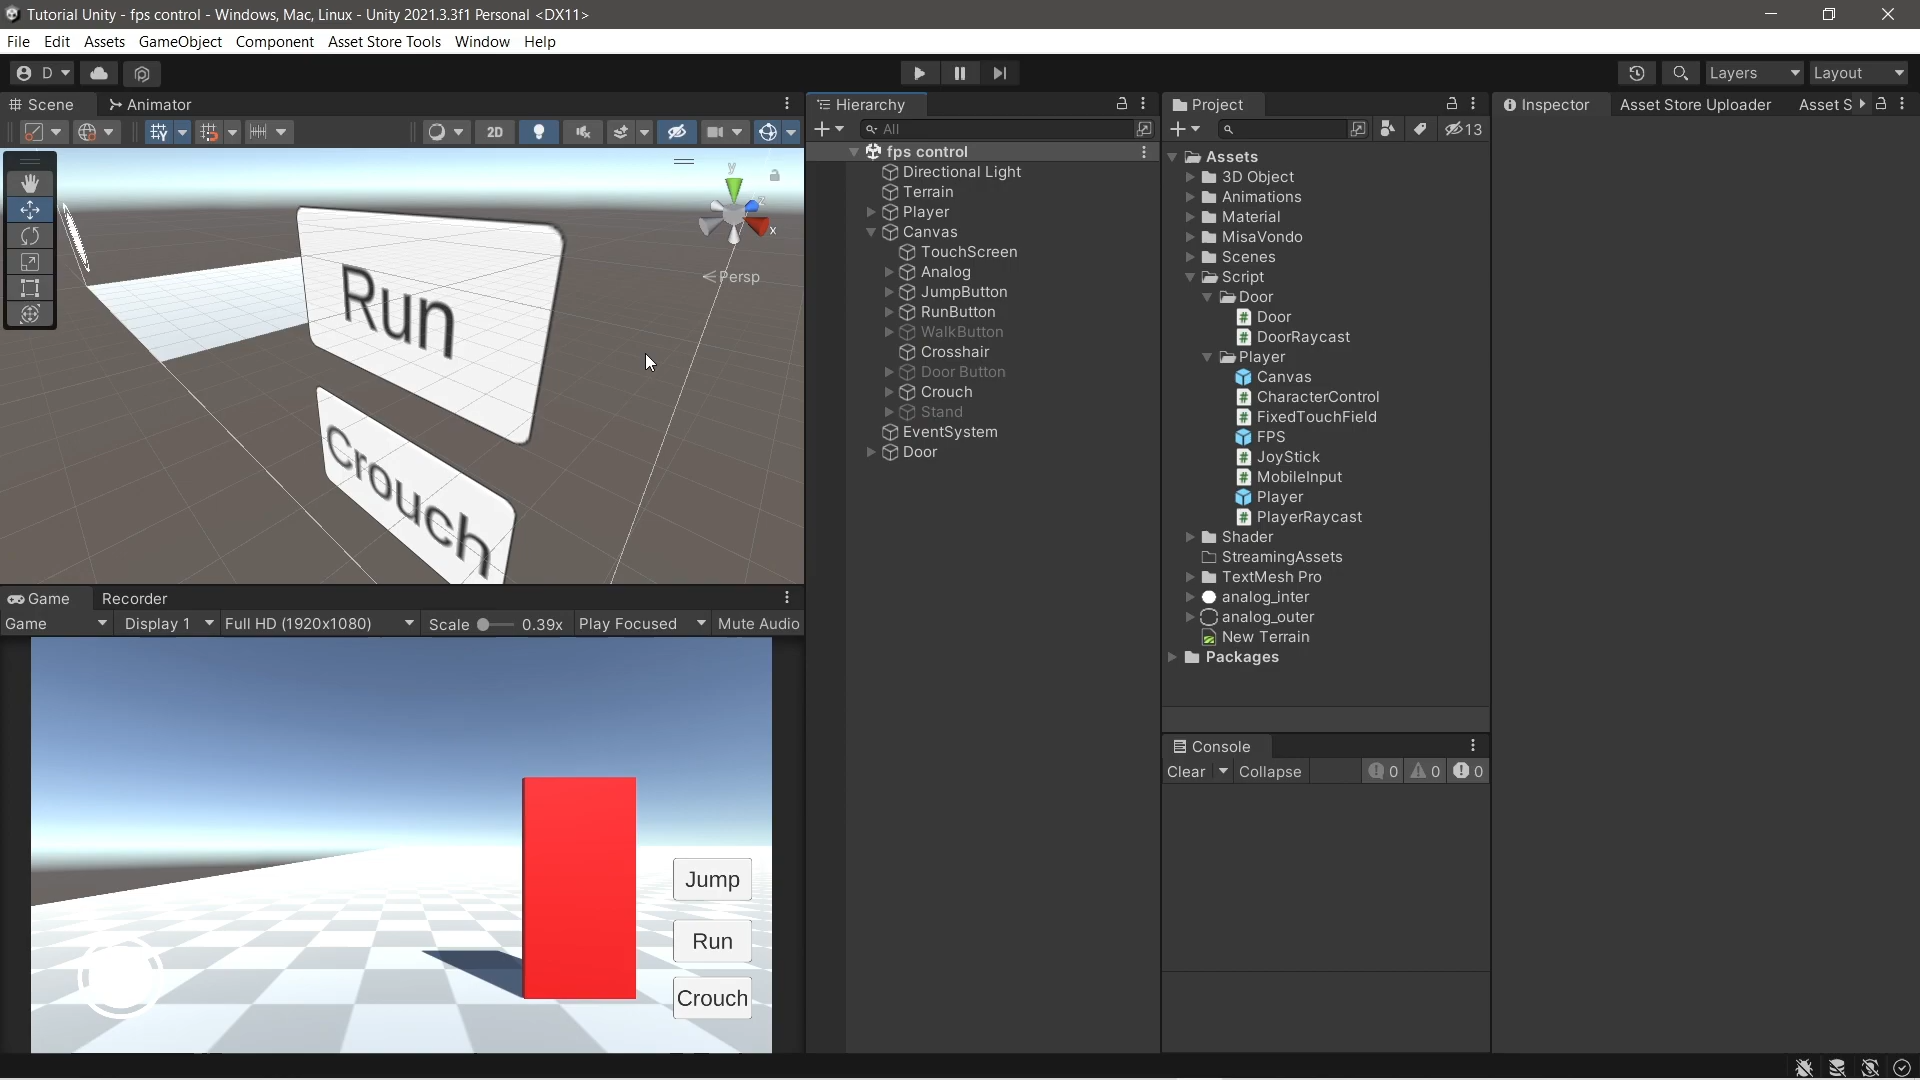 Tutorial Unity - fps control - Windows, Mac, Linux - Unity 2021.3.3f1 Personal <DX11>
File Edit Assets GameObject Component Asset Store Tools Window Help
D
Layers
Layout
Scene
Animator
2D
y
z
x
Persp
Run
Crouch
Game
Recorder
Game
Display 1
Full HD (1920x1080)
Scale
0.39x
Play Focused
Mute Audio
Jump
Run
Crouch
Hierarchy
All
fps control
Directional Light
Terrain
Player
Canvas
TouchScreen
Analog
JumpButton
RunButton
WalkButton
Crosshair
Door Button
Crouch
Stand
EventSystem
Door
Project
13
Assets
3D Object
Animations
Material
MisaVondo
Scenes
Script
Door
Door
DoorRaycast
Player
Canvas
CharacterControl
FixedTouchField
FPS
JoyStick
MobileInput
Player
PlayerRaycast
Shader
StreamingAssets
TextMesh Pro
analog_inter
analog_outer
New Terrain
Packages
Console
Clear
Collapse
0
0
0
Inspector
Asset Store Uploader
Asset S